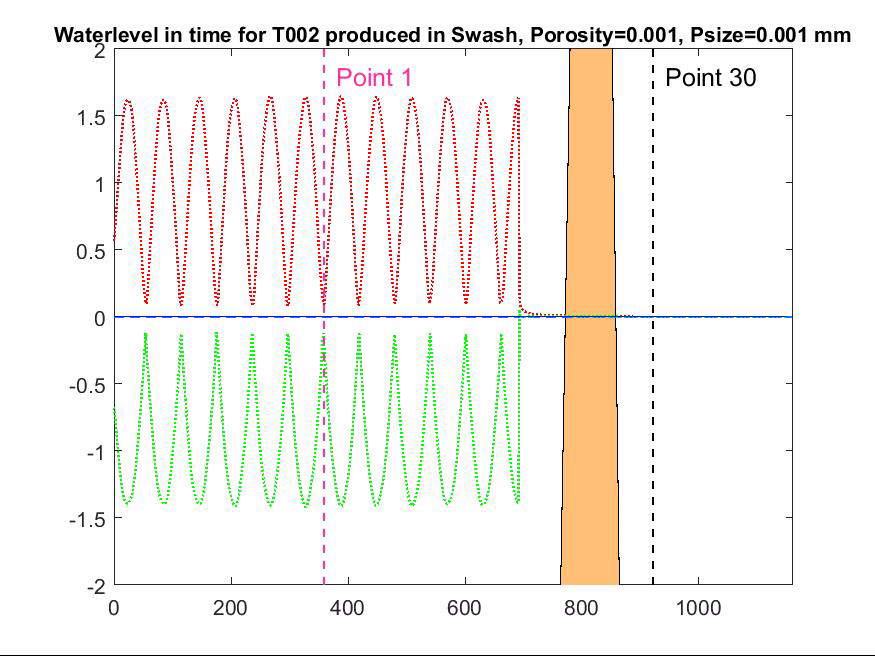 Waterlevel in time for T002 produced in Swash, Porosity=0.001, Psize=0.001 mm
2
Point 1
Point 30
1.5
1
0.5
0
-0.5
-1
-1.5
-2
0 200 400 600 800 1000